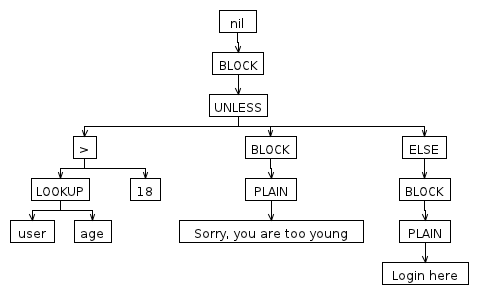 nil
BLOCK
UNLESS
> BLOCK ELSE
LOOKUP 18 PLAIN BLOCK
user age Sorry, you are too young PLAIN
Login here